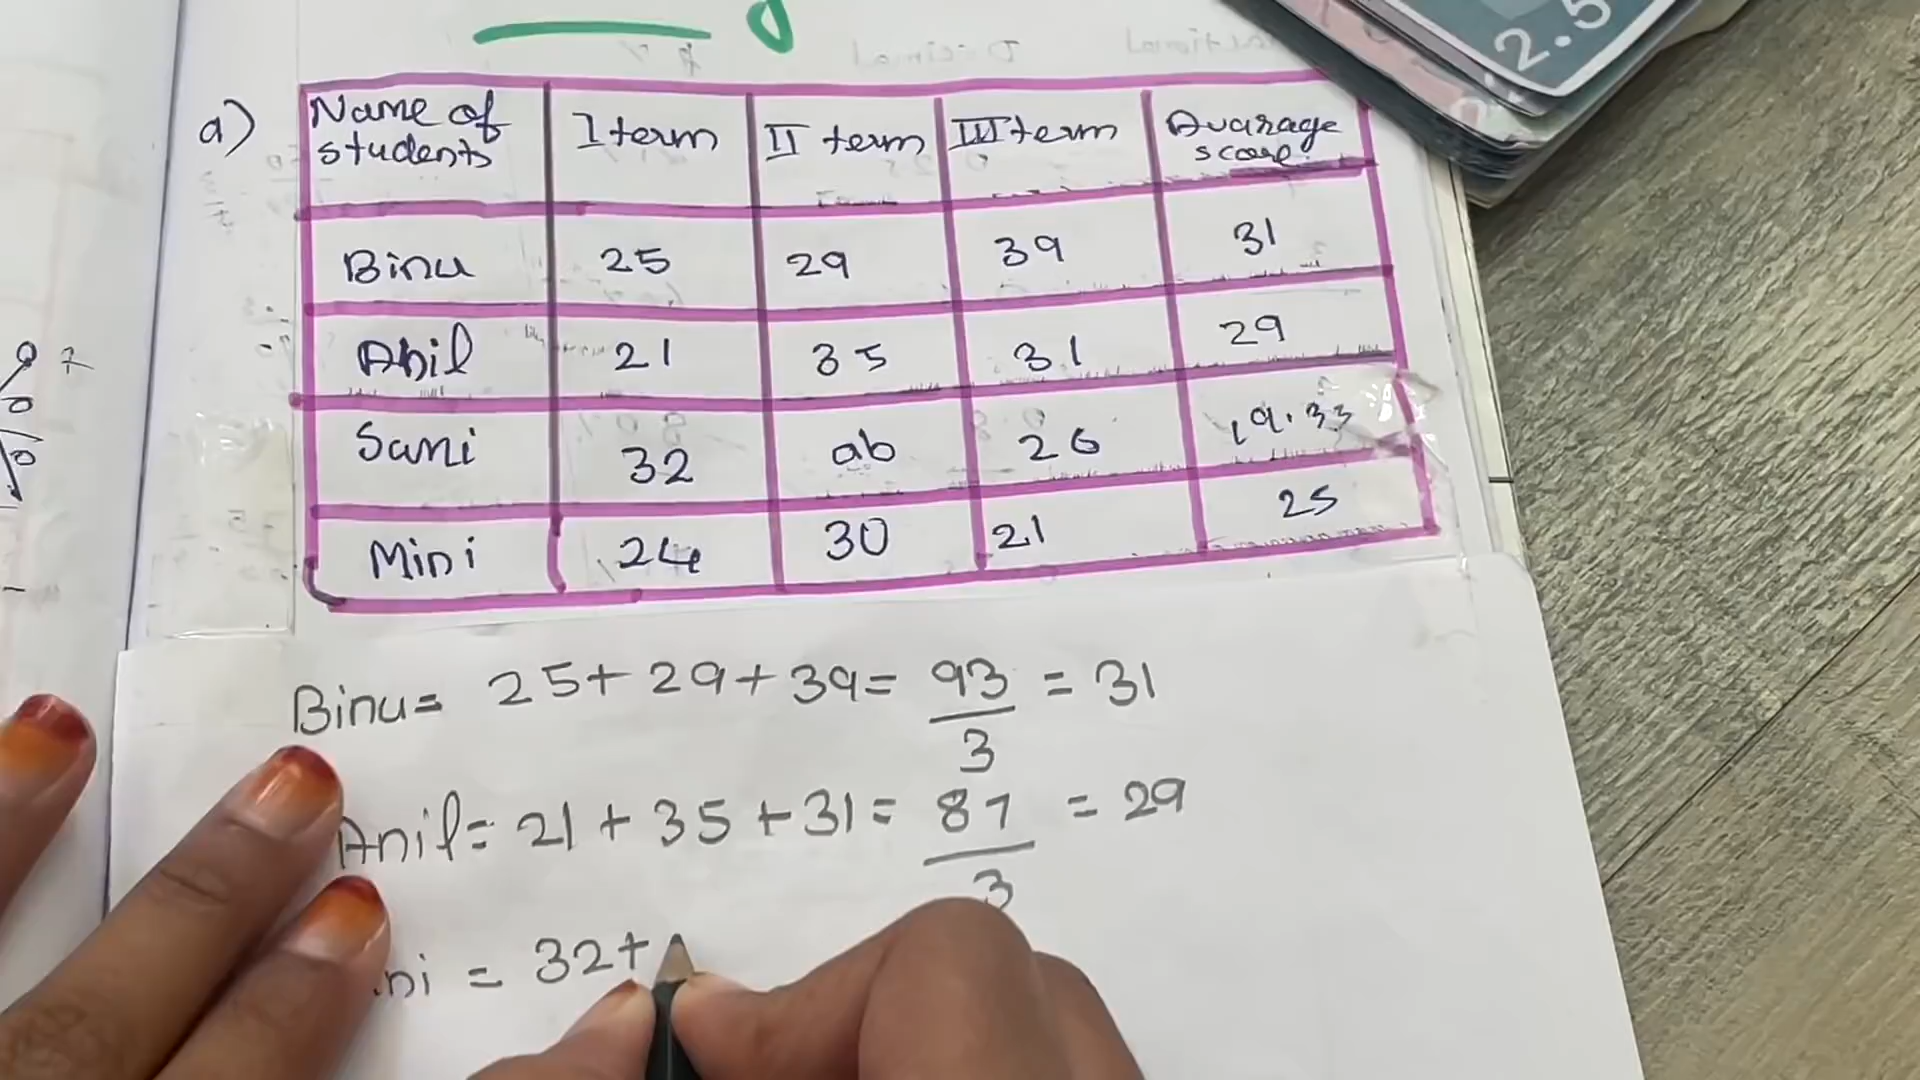 2.5
a) Name of students I term II term III term Avarage score
Binu 25 29 39 31
Anil 21 35 31 29
Sani 32 ab 26 19.33
Mini 24 30 21 25
Binu = 25 + 29 + 39 = 93/3 = 31
Anil = 21 + 35 + 31 = 87/3 = 29
ni = 32 +